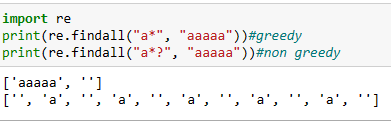 import re
print(re.findall("a*", "aaaaa"))#greedy
print(re.findall("a*?", "aaaaa"))#non greedy
['aaaaa', '']
['', 'a', '', 'a', '', 'a', '', 'a', '', 'a', '']